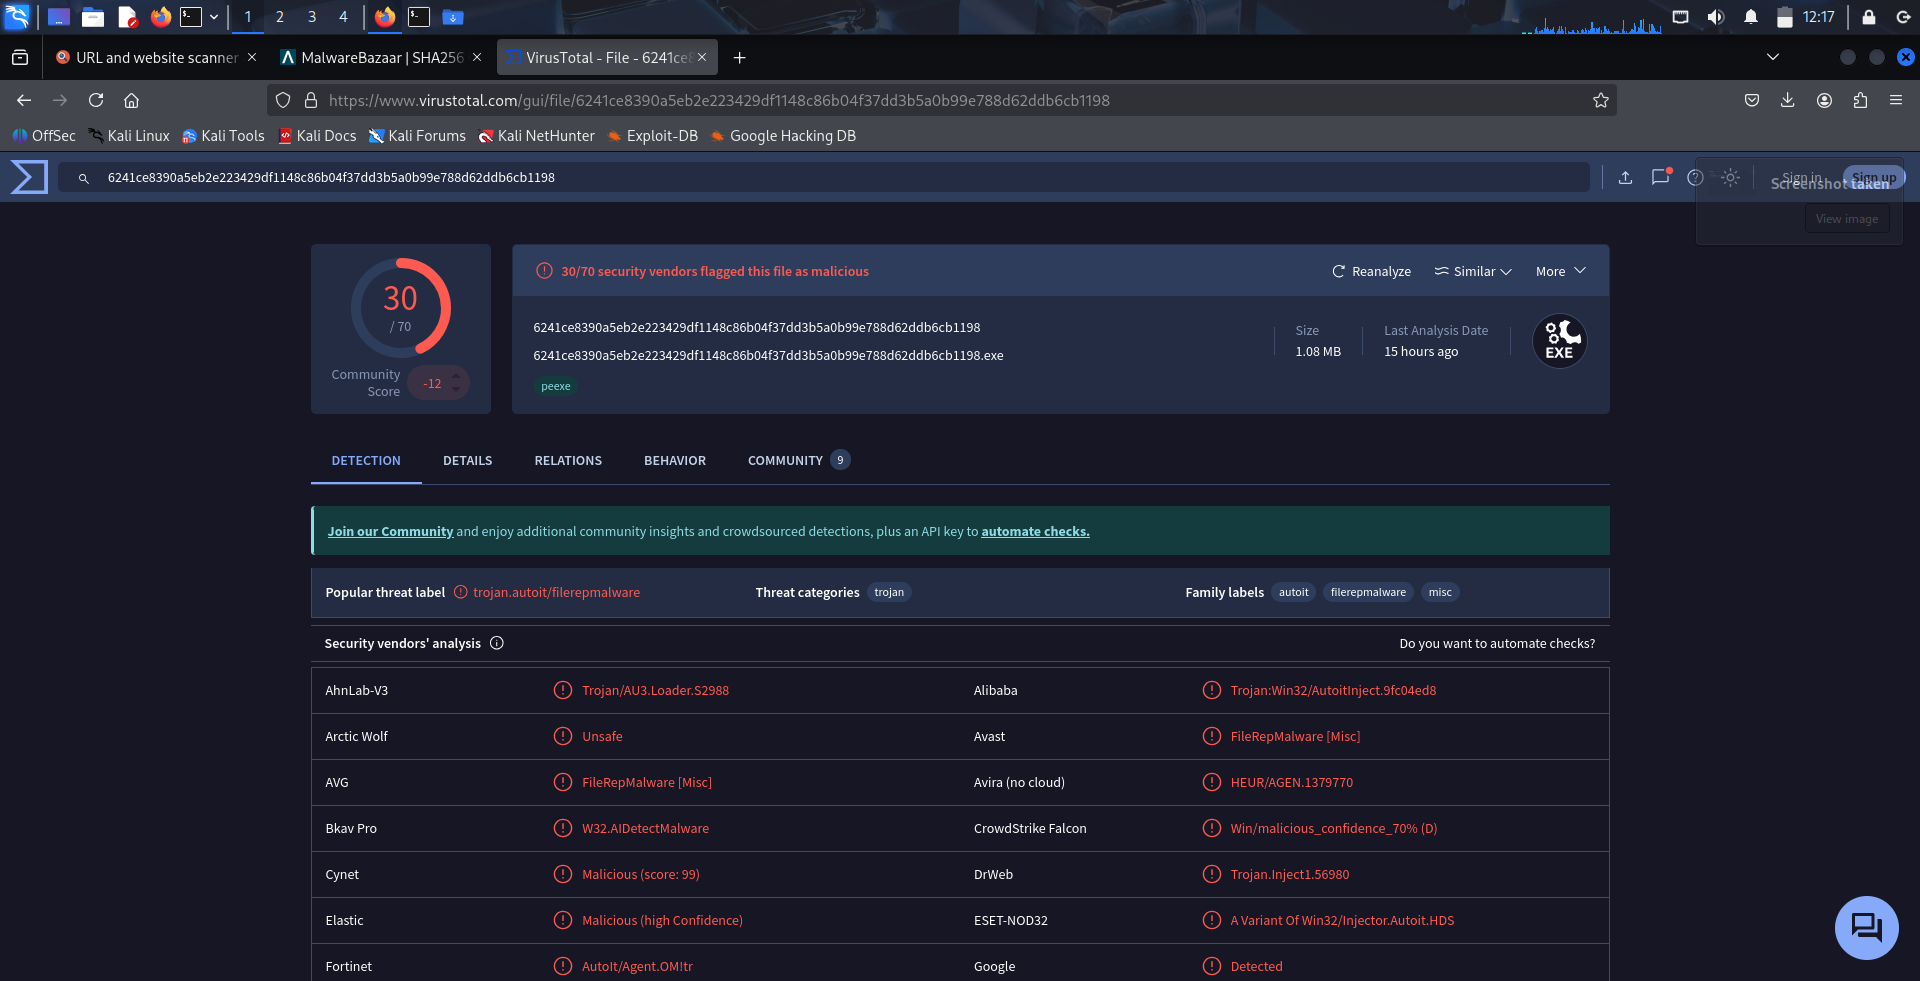 1 2 3 4
12:17
URL and website scanner
MalwareBazaar | SHA256
VirusTotal - File - 6241ce8
https://www.virustotal.com/gui/file/6241ce8390a5eb2e223429df1148c86b04f37dd3b5a0b99e788d62ddb6cb1198
OffSec Kali Linux Kali Tools Kali Docs Kali Forums Kali NetHunter Exploit-DB Google Hacking DB
6241ce8390a5eb2e223429df1148c86b04f37dd3b5a0b99e788d62ddb6cb1198
Sign in Sign up
Screenshot taken
View image
30
/ 70
Community
Score
-12
30/70 security vendors flagged this file as malicious
Reanalyze Similar More
6241ce8390a5eb2e223429df1148c86b04f37dd3b5a0b99e788d62ddb6cb1198
6241ce8390a5eb2e223429df1148c86b04f37dd3b5a0b99e788d62ddb6cb1198.exe
peexe
Size
1.08 MB
Last Analysis Date
15 hours ago
EXE
DETECTION DETAILS RELATIONS BEHAVIOR COMMUNITY 9
Join our Community and enjoy additional community insights and crowdsourced detections, plus an API key to automate checks.
Popular threat label trojan.autoit/filerepmalware Threat categories trojan Family labels autoit filerepmalware misc
Security vendors' analysis Do you want to automate checks?
AhnLab-V3 Trojan/AU3.Loader.S2988 Alibaba Trojan:Win32/AutoitInject.9fc04ed8
Arctic Wolf Unsafe Avast FileRepMalware [Misc]
AVG FileRepMalware [Misc] Avira (no cloud) HEUR/AGEN.1379770
Bkav Pro W32.AIDetectMalware CrowdStrike Falcon Win/malicious_confidence_70% (D)
Cynet Malicious (score: 99) DrWeb Trojan.Inject1.56980
Elastic Malicious (high Confidence) ESET-NOD32 A Variant Of Win32/Injector.Autoit.HDS
Fortinet AutoIt/Agent.OM!tr Google Detected